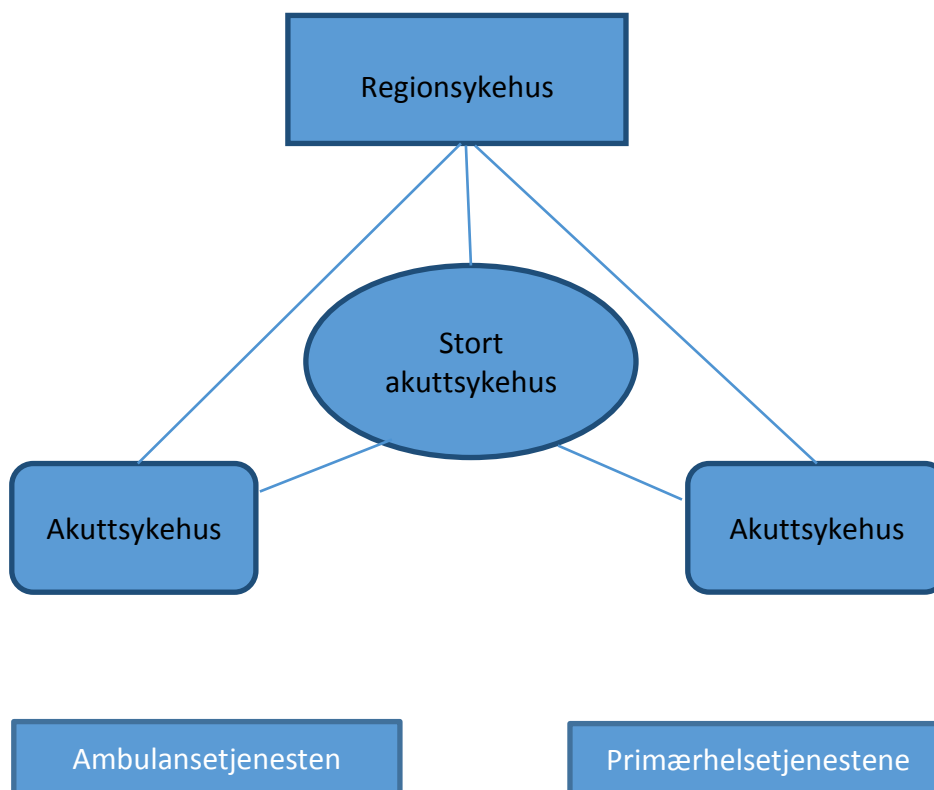 Regionsykehus
Stort
akuttsykehus
Akuttsykehus
Akuttsykehus
Ambulansetjenesten
Primærhelsetjenestene